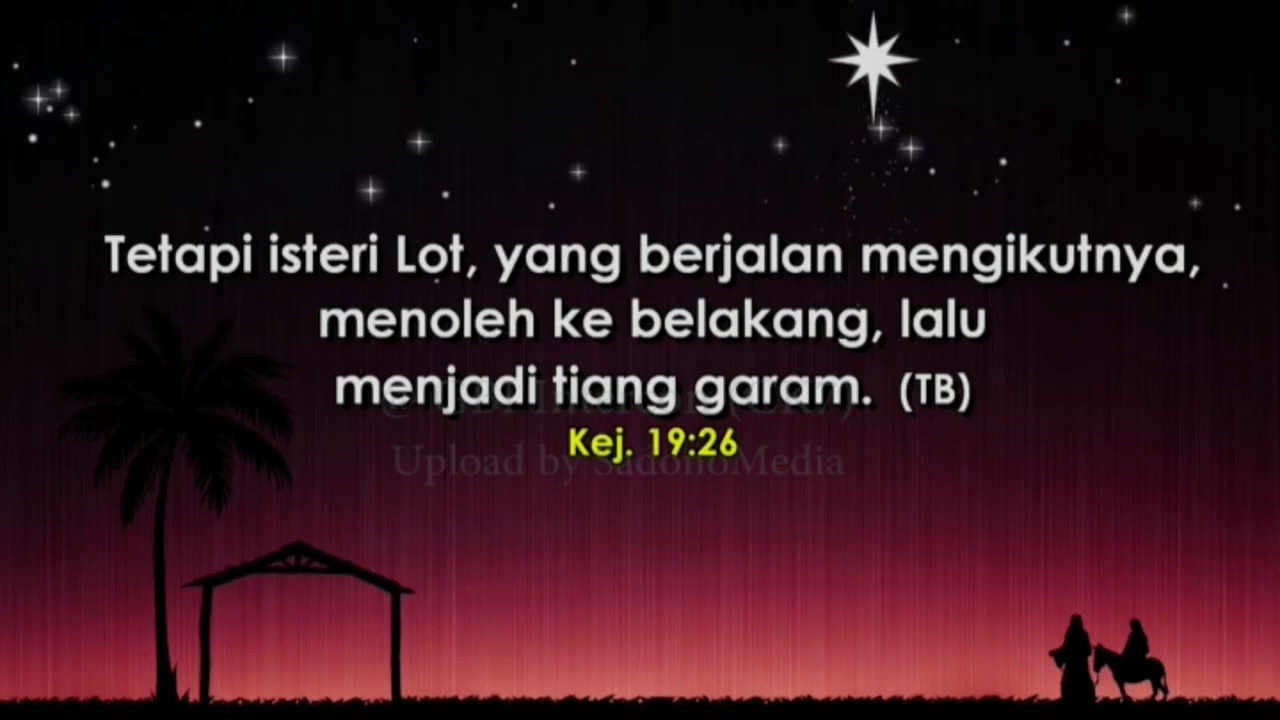 Tetapi isteri Lot, yang berjalan mengikutnya,
menoleh ke belakang, lalu
menjadi tiang garam. (TB)
Kej. 19:26
Upload by SadonoMedia